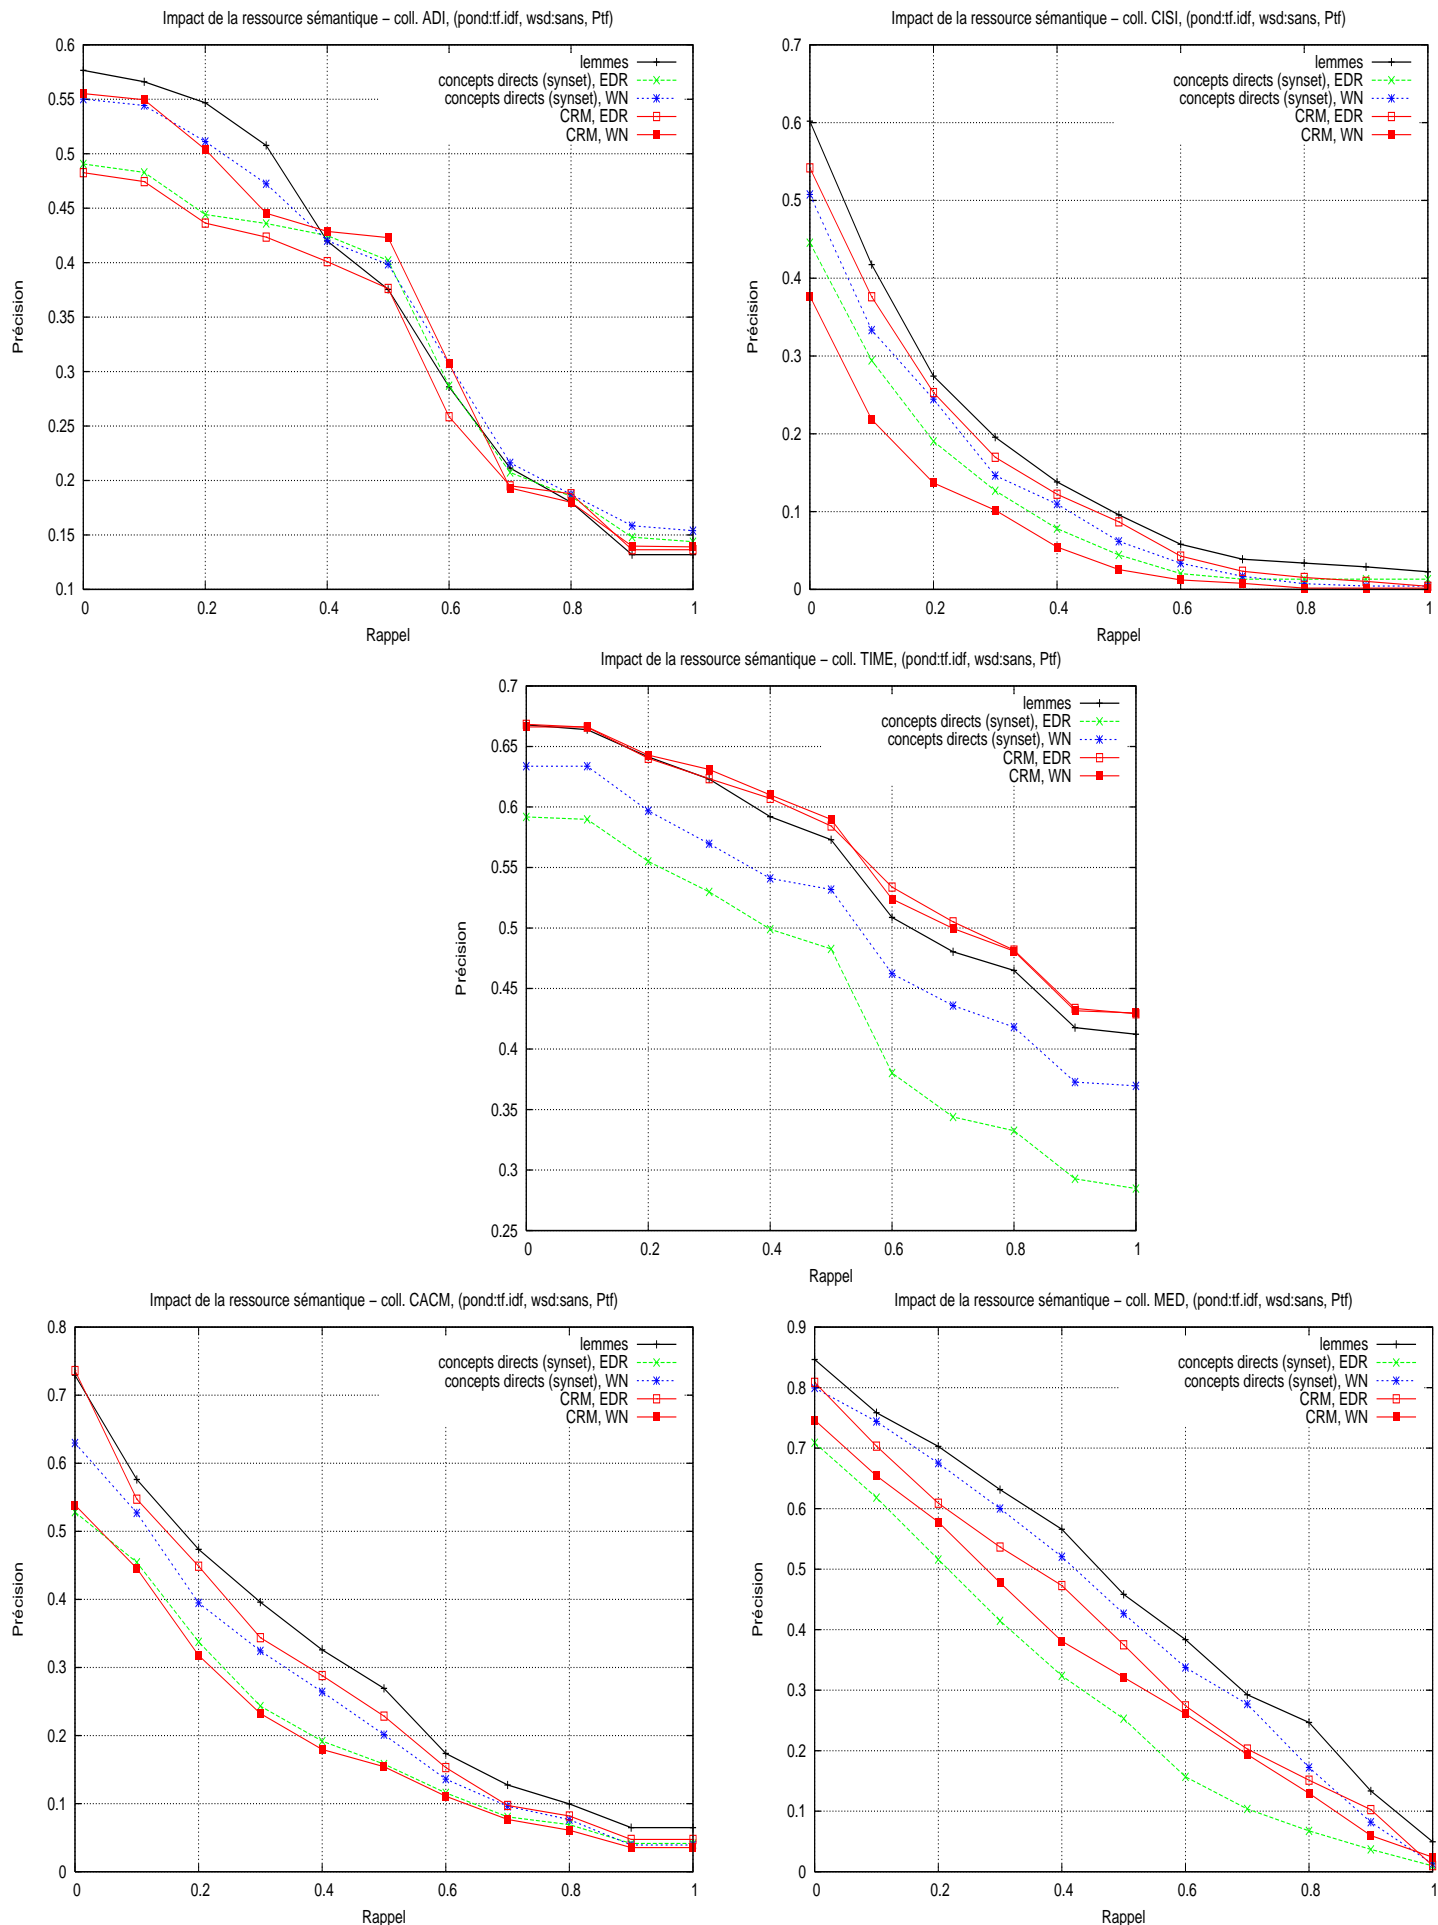 Impact de la ressource sémantique – coll. ADI, (pond:tf.idf, wsd:sans, Ptf)
0.6
0.55
0.5
0.45
0.4
0.35
0.3
0.25
0.2
0.15
0.1
Précision
lemmes
concepts directs (synset), EDR
concepts directs (synset), WN
CRM, EDR
CRM, WN
0 0.2 0.4 0.6 0.8 1
Rappel
Impact de la ressource sémantique – coll. CISI, (pond:tf.idf, wsd:sans, Ptf)
0.7
0.6
0.5
0.4
0.3
0.2
0.1
0
Précision
lemmes
concepts directs (synset), EDR
concepts directs (synset), WN
CRM, EDR
CRM, WN
0 0.2 0.4 0.6 0.8 1
Rappel
Impact de la ressource sémantique – coll. TIME, (pond:tf.idf, wsd:sans, Ptf)
0.7
0.65
0.6
0.55
0.5
0.45
0.4
0.35
0.3
0.25
Précision
lemmes
concepts directs (synset), EDR
concepts directs (synset), WN
CRM, EDR
CRM, WN
0 0.2 0.4 0.6 0.8 1
Rappel
Impact de la ressource sémantique – coll. CACM, (pond:tf.idf, wsd:sans, Ptf)
0.8
0.7
0.6
0.5
0.4
0.3
0.2
0.1
0
Précision
lemmes
concepts directs (synset), EDR
concepts directs (synset), WN
CRM, EDR
CRM, WN
0 0.2 0.4 0.6 0.8 1
Rappel
Impact de la ressource sémantique – coll. MED, (pond:tf.idf, wsd:sans, Ptf)
0.9
0.8
0.7
0.6
0.5
0.4
0.3
0.2
0.1
0
Précision
lemmes
concepts directs (synset), EDR
concepts directs (synset), WN
CRM, EDR
CRM, WN
0 0.2 0.4 0.6 0.8 1
Rappel